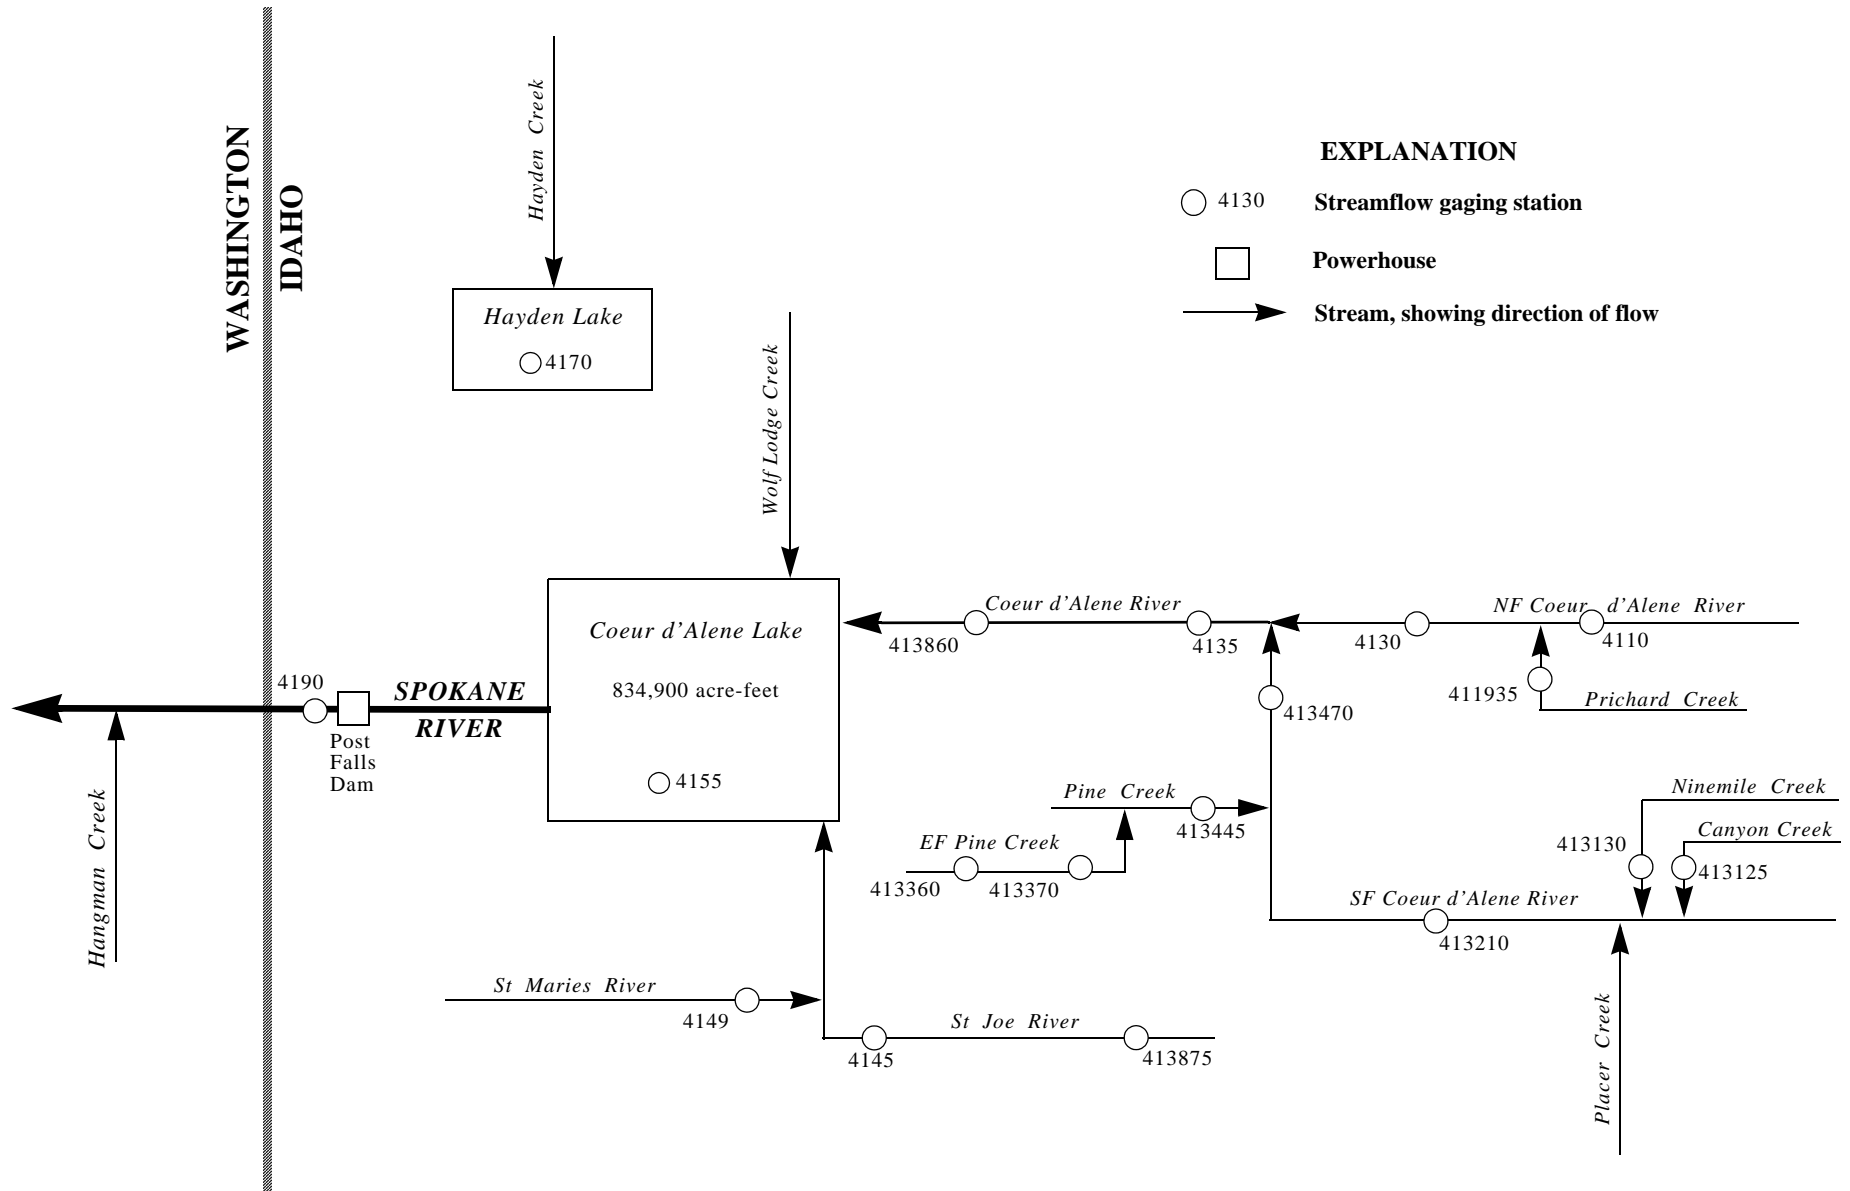 WASHINGTON
IDAHO
Hayden Creek
EXPLANATION
4130 Streamflow gaging station
Powerhouse
Stream, showing direction of flow
Hayden Lake
4170
Wolf Lodge Creek
Coeur d'Alene Lake
834,900 acre-feet
4155
Coeur d'Alene River
413860
4135
NF Coeur d'Alene River
4130
4110
411935
Prichard Creek
413470
4190
SPOKANE
RIVER
Post
Falls
Dam
Hangman Creek
Pine Creek
413445
EF Pine Creek
413360
413370
Ninemile Creek
413130
Canyon Creek
413125
SF Coeur d'Alene River
413210
St Maries River
4149
St Joe River
4145
413875
Placer Creek